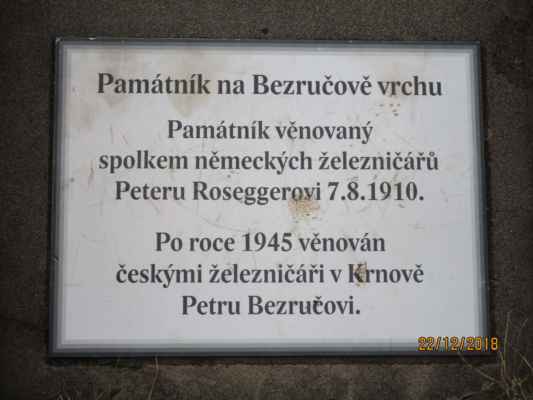 Památník na Bezručově vrchu
Památník věnovaný
spolkem německých železničářů
Peteru Roseggerovi 7.8.1910.
Po roce 1945 věnován
českými železničáři v Krnově
Petru Bezručovi.
22/12/2018